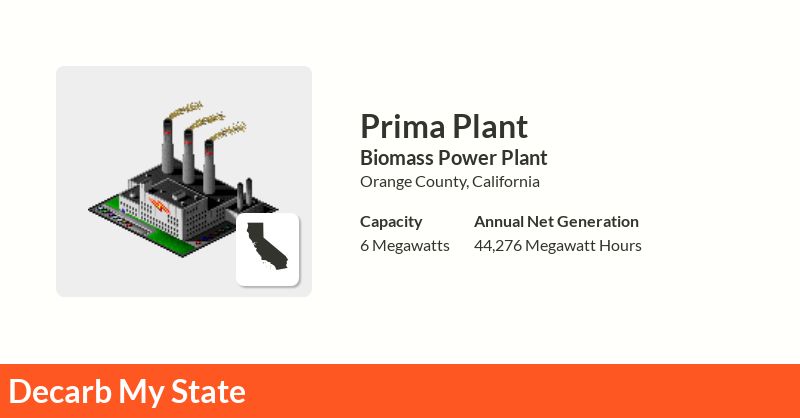 Prima Plant
Biomass Power Plant
Orange County, California
Capacity Annual Net Generation
6 Megawatts 44,276 Megawatt Hours
Decarb My State